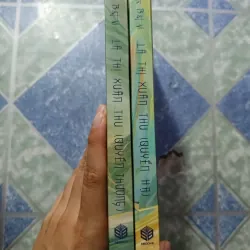 LÃ THỊ XUÂN THU (QUYỂN THƯỢNG)
LÃ THỊ XUÂN THU (QUYỂN HẠ)